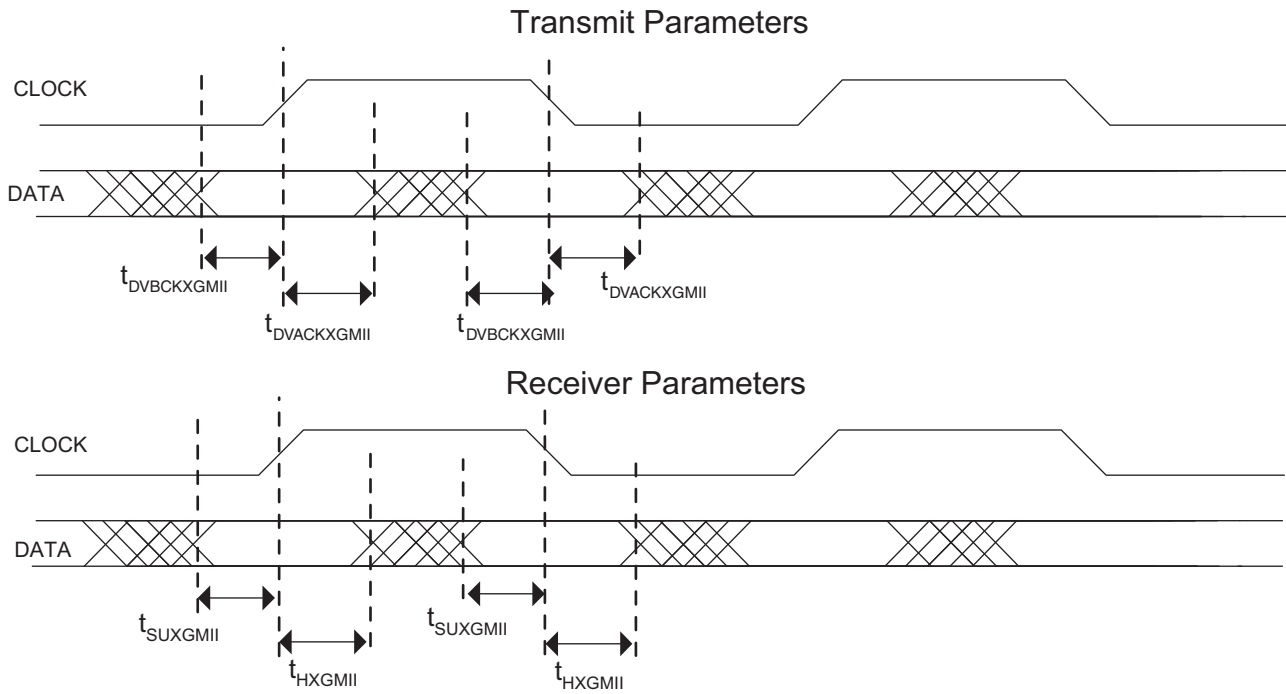 Transmit Parameters
CLOCK
DATA
tDVBCKXGMII
tDVACKXGMII
tDVACKXGMII
tDVBCKXGMII
Receiver Parameters
CLOCK
DATA
tSUXGMII
tSUXGMII
tHXGMII
tHXGMII